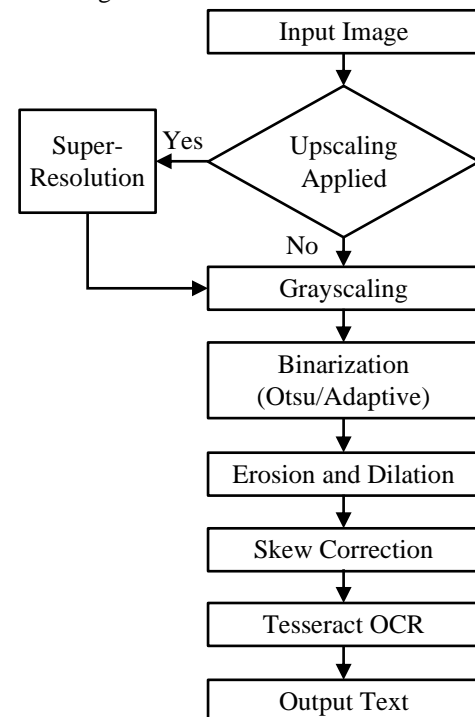 Input Image
Super-
Resolution
Yes
Upscaling
Applied
No
Grayscaling
Binarization
(Otsu/Adaptive)
Erosion and Dilation
Skew Correction
Tesseract OCR
Output Text